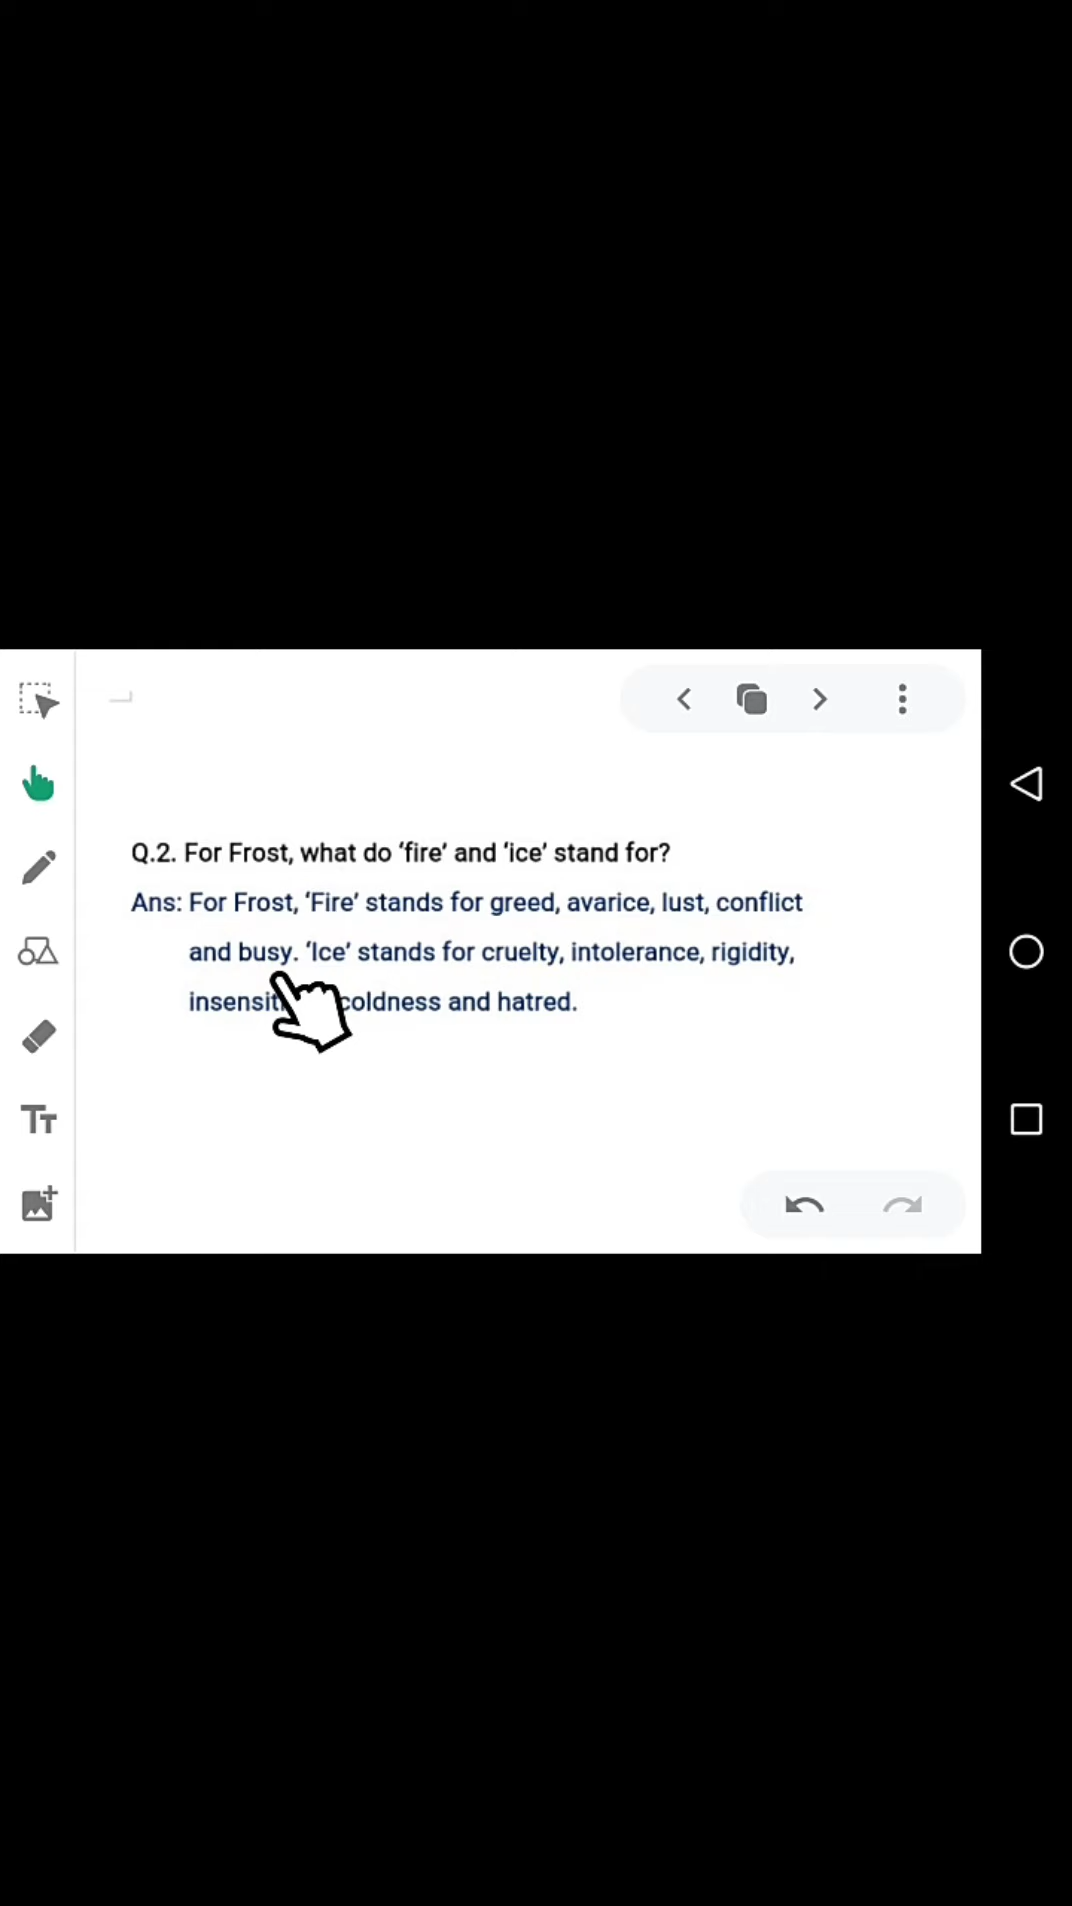 Q.2. For Frost, what do ‘fire’ and ‘ice’ stand for?
Ans: For Frost, ‘Fire’ stands for greed, avarice, lust, conflict
and busy. ‘Ice’ stands for cruelty, intolerance, rigidity,
coldness and hatred.
TT